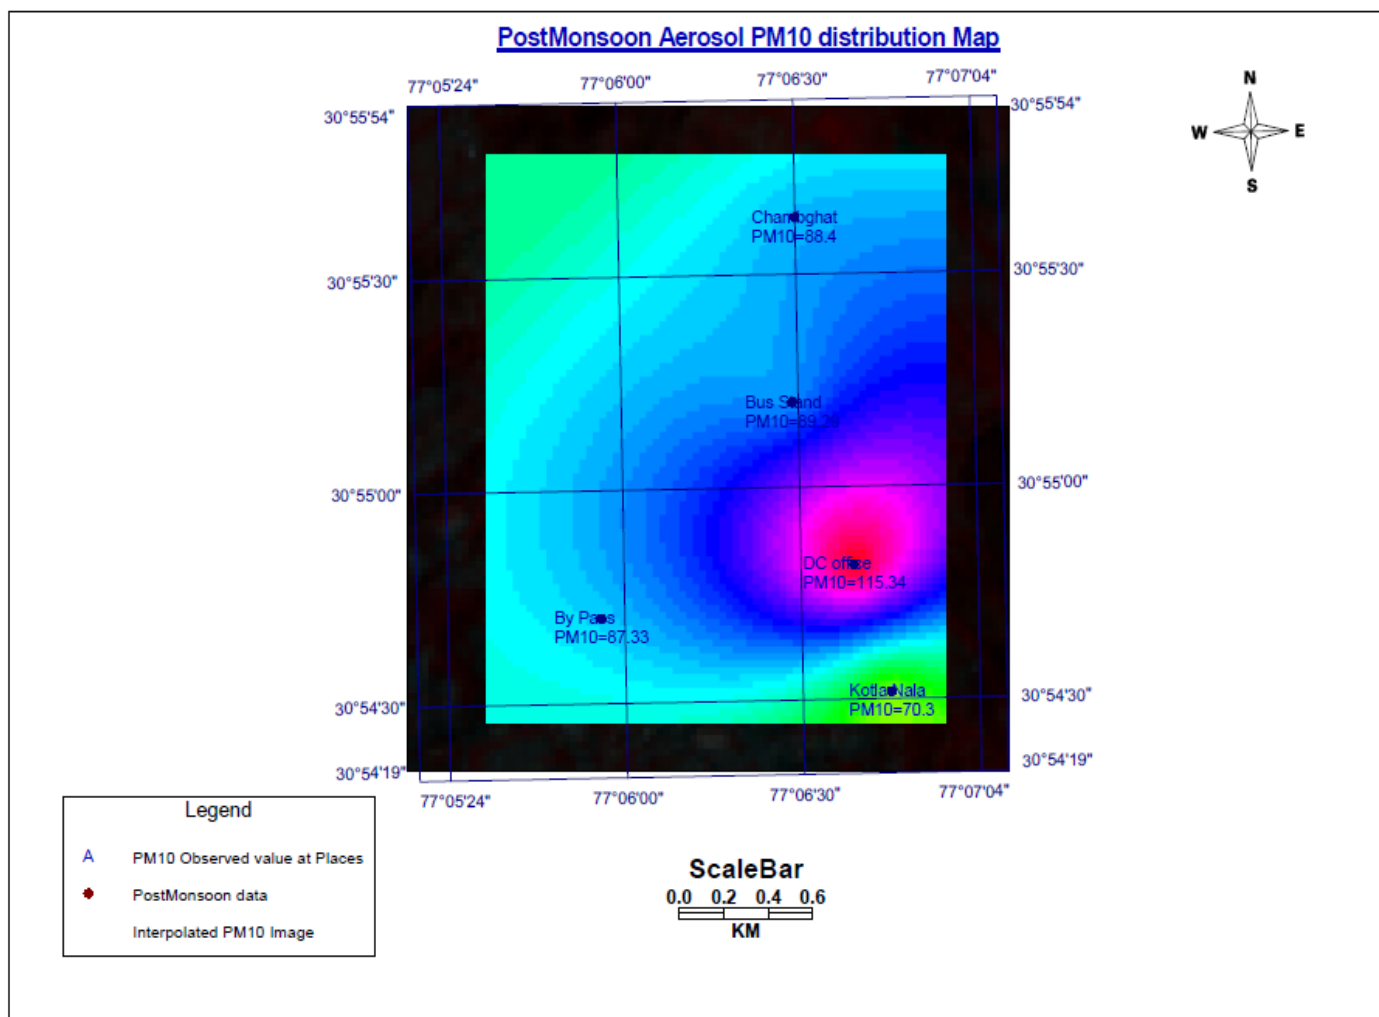 PostMonsoon Aerosol PM10 distribution Map
77°05'24" 77°06'00" 77°06'30" 77°07'04"
N
W E
S
30°55'54" 30°55'54"
Chamboghat
PM10=88.4
30°55'30" 30°55'30"
Bus Stand
PM10=89.29
30°55'00" 30°55'00"
DC office
PM10=115.34
By Pass
PM10=87.33
Kotla Nala
PM10=70.3
30°54'30" 30°54'30"
30°54'19" 30°54'19"
77°05'24" 77°06'00" 77°06'30" 77°07'04"
Legend
A PM10 Observed value at Places
PostMonsoon data
Interpolated PM10 Image
ScaleBar
0.0 0.2 0.4 0.6
KM